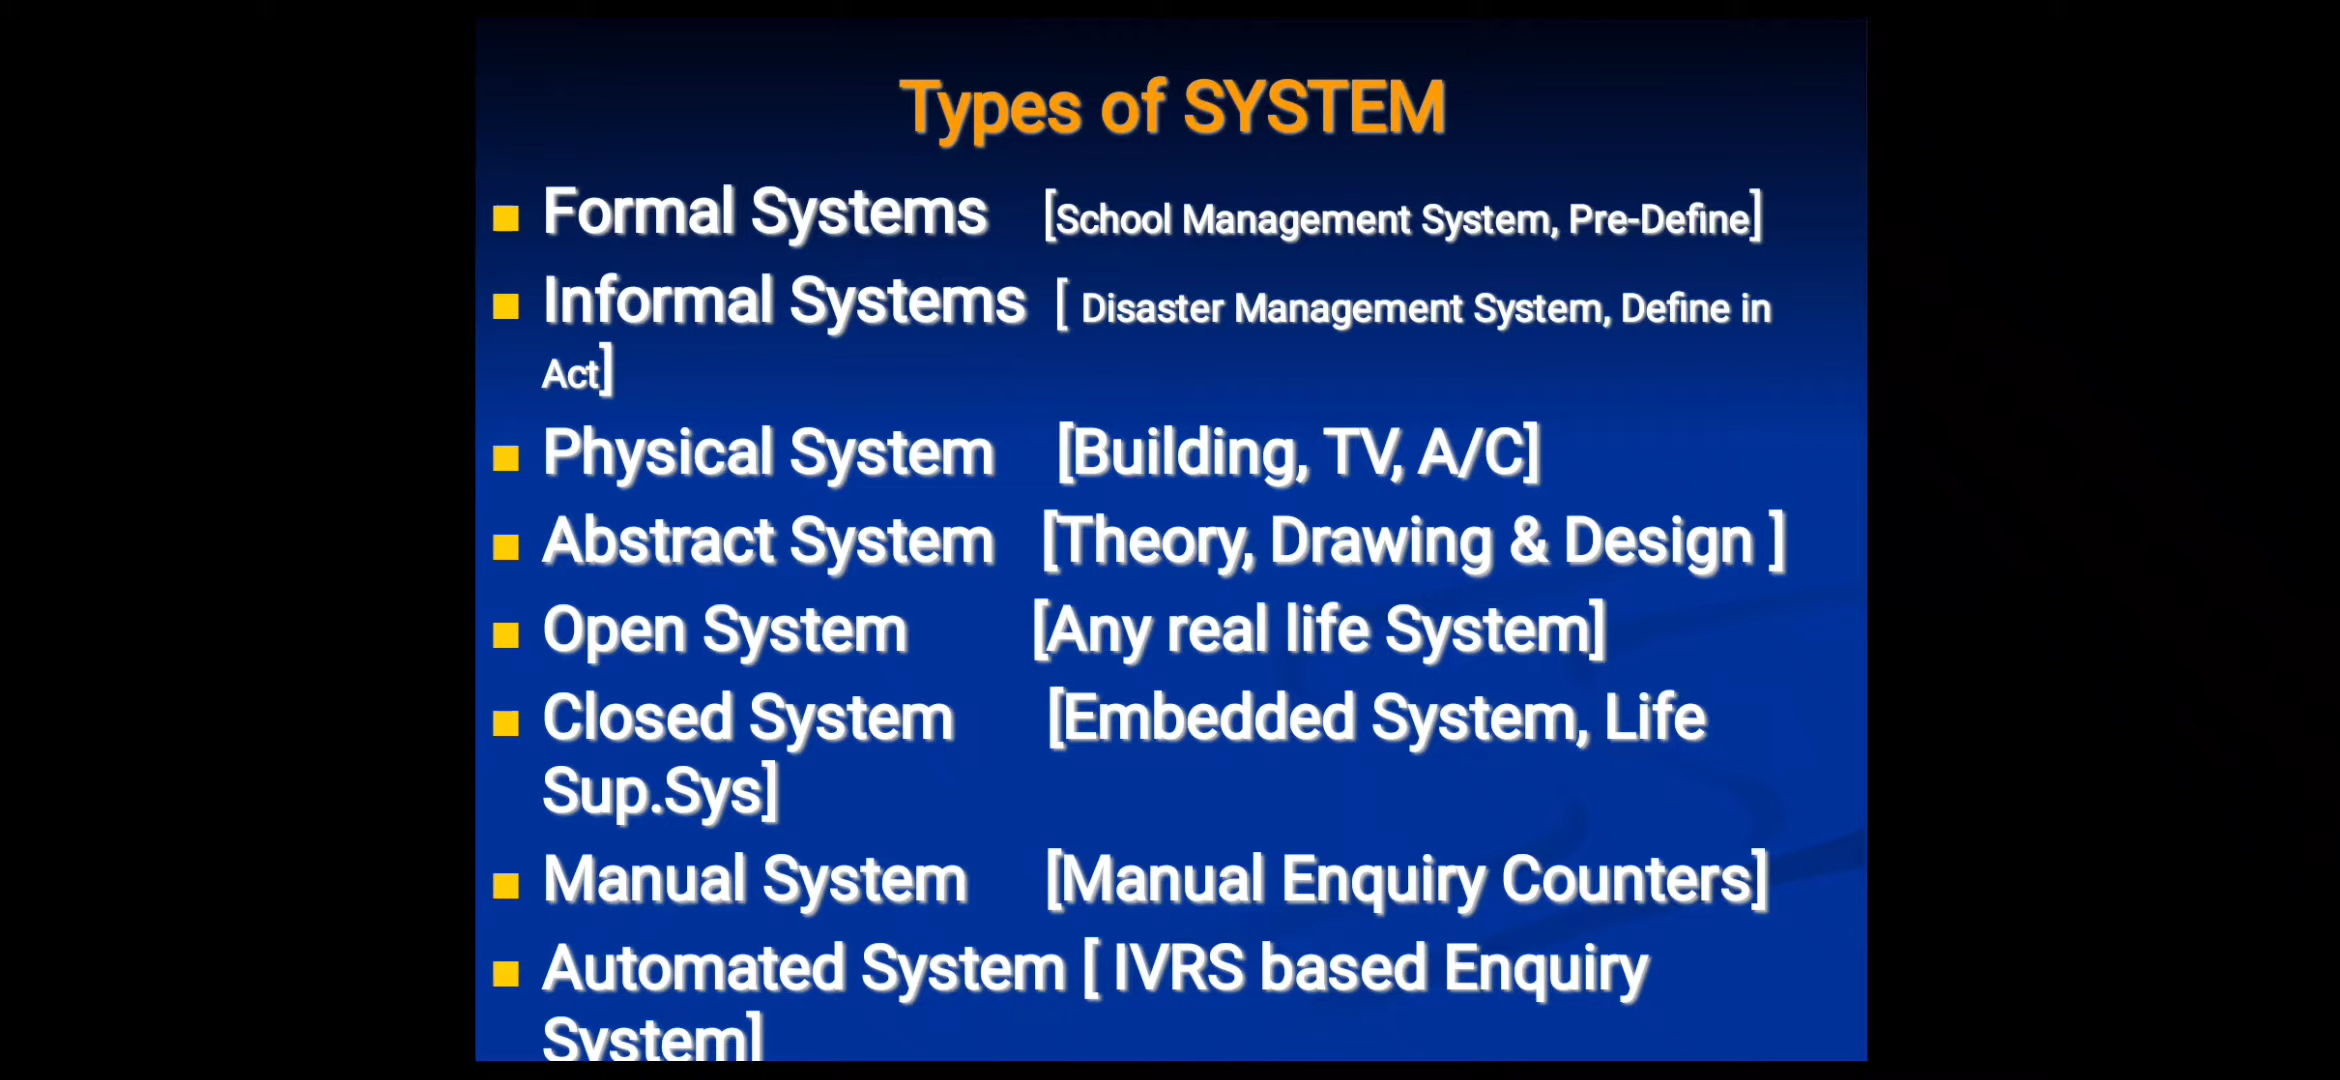 Types of SYSTEM
Formal Systems [School Management System, Pre-Define]
Informal Systems [ Disaster Management System, Define in
Act]
Physical System [Building, TV, A/C]
Abstract System [Theory, Drawing & Design ]
Open System [Any real life System]
Closed System [Embedded System, Life
Sup.Sys]
Manual System [Manual Enquiry Counters]
Automated System [ IVRS based Enquiry
System]